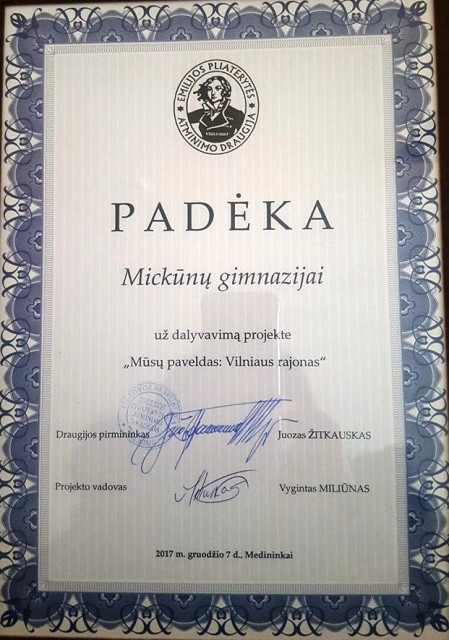 EMILIJOS PLIATERYTĖS
ATMINIMO DRAUGIJA
PADĖKA
Mickūnų gimnazijai
už dalyvavimą projekte
„Mūsų paveldas: Vilniaus rajonas“
Draugijos pirmininkas
Juozas ŽITKAUSKAS
Projekto vadovas
Vygintas MILIŪNAS
2017 m. gruodžio 7 d., Medininkai